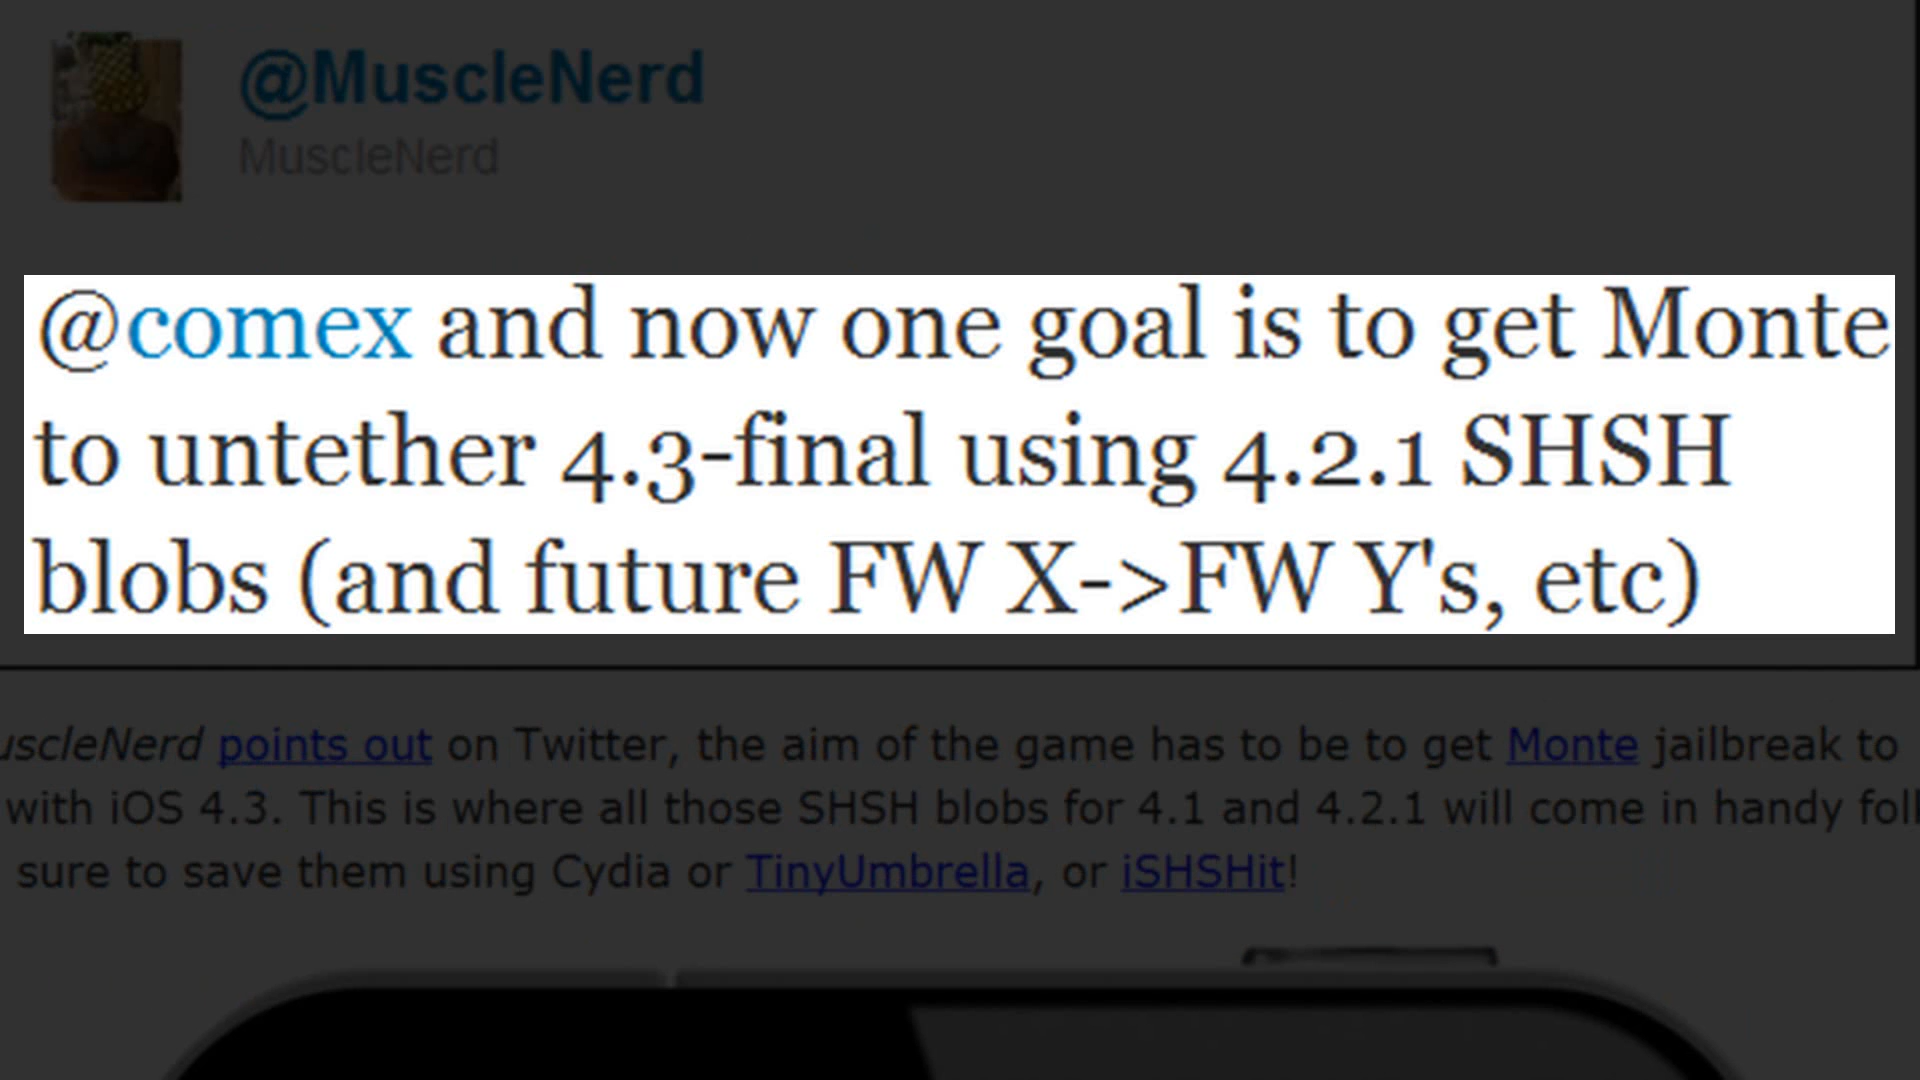 @MuscleNerd
MuscleNerd
@comex and now one goal is to get Monte
to untether 4.3-final using 4.2.1 SHSH
blobs (and future FW X->FW Y's, etc)
uscleNerd points out on Twitter, the aim of the game has to be to get Monte jailbreak to
with iOS 4.3. This is where all those SHSH blobs for 4.1 and 4.2.1 will come in handy foll
sure to save them using Cydia or TinyUmbrella, or iSHSHit!